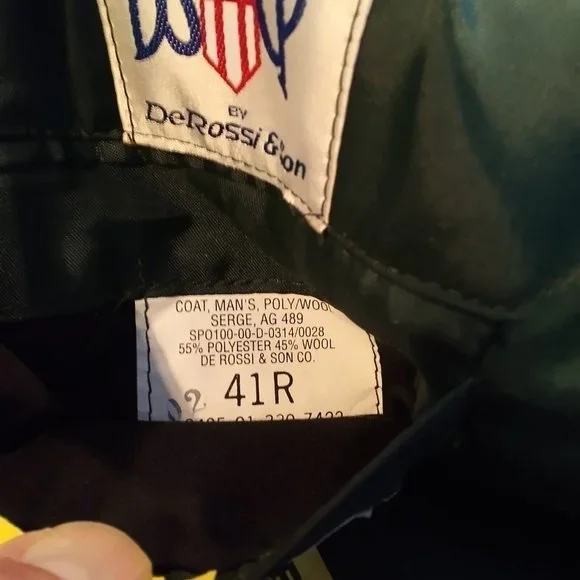 BY
DeRossi & Son
COAT, MAN'S, POLY/WOOL
SERGE, AG 489
SPO100-00-D-0314/0028
55% POLYESTER 45% WOOL
DE ROSSI & SON CO.
02 41R